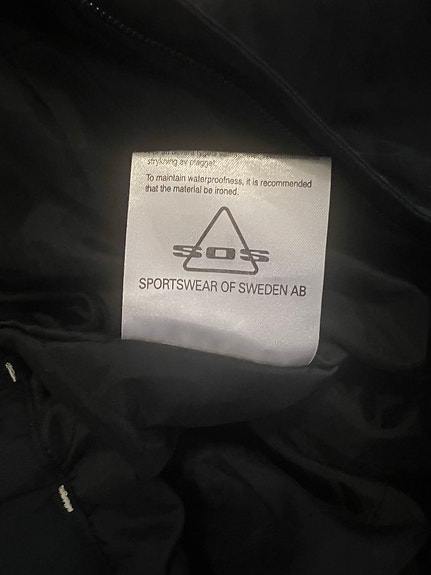 strykning av plagget.
To maintain waterproofness, it is recommended
that the material be ironed.
SOS
SPORTSWEAR OF SWEDEN AB